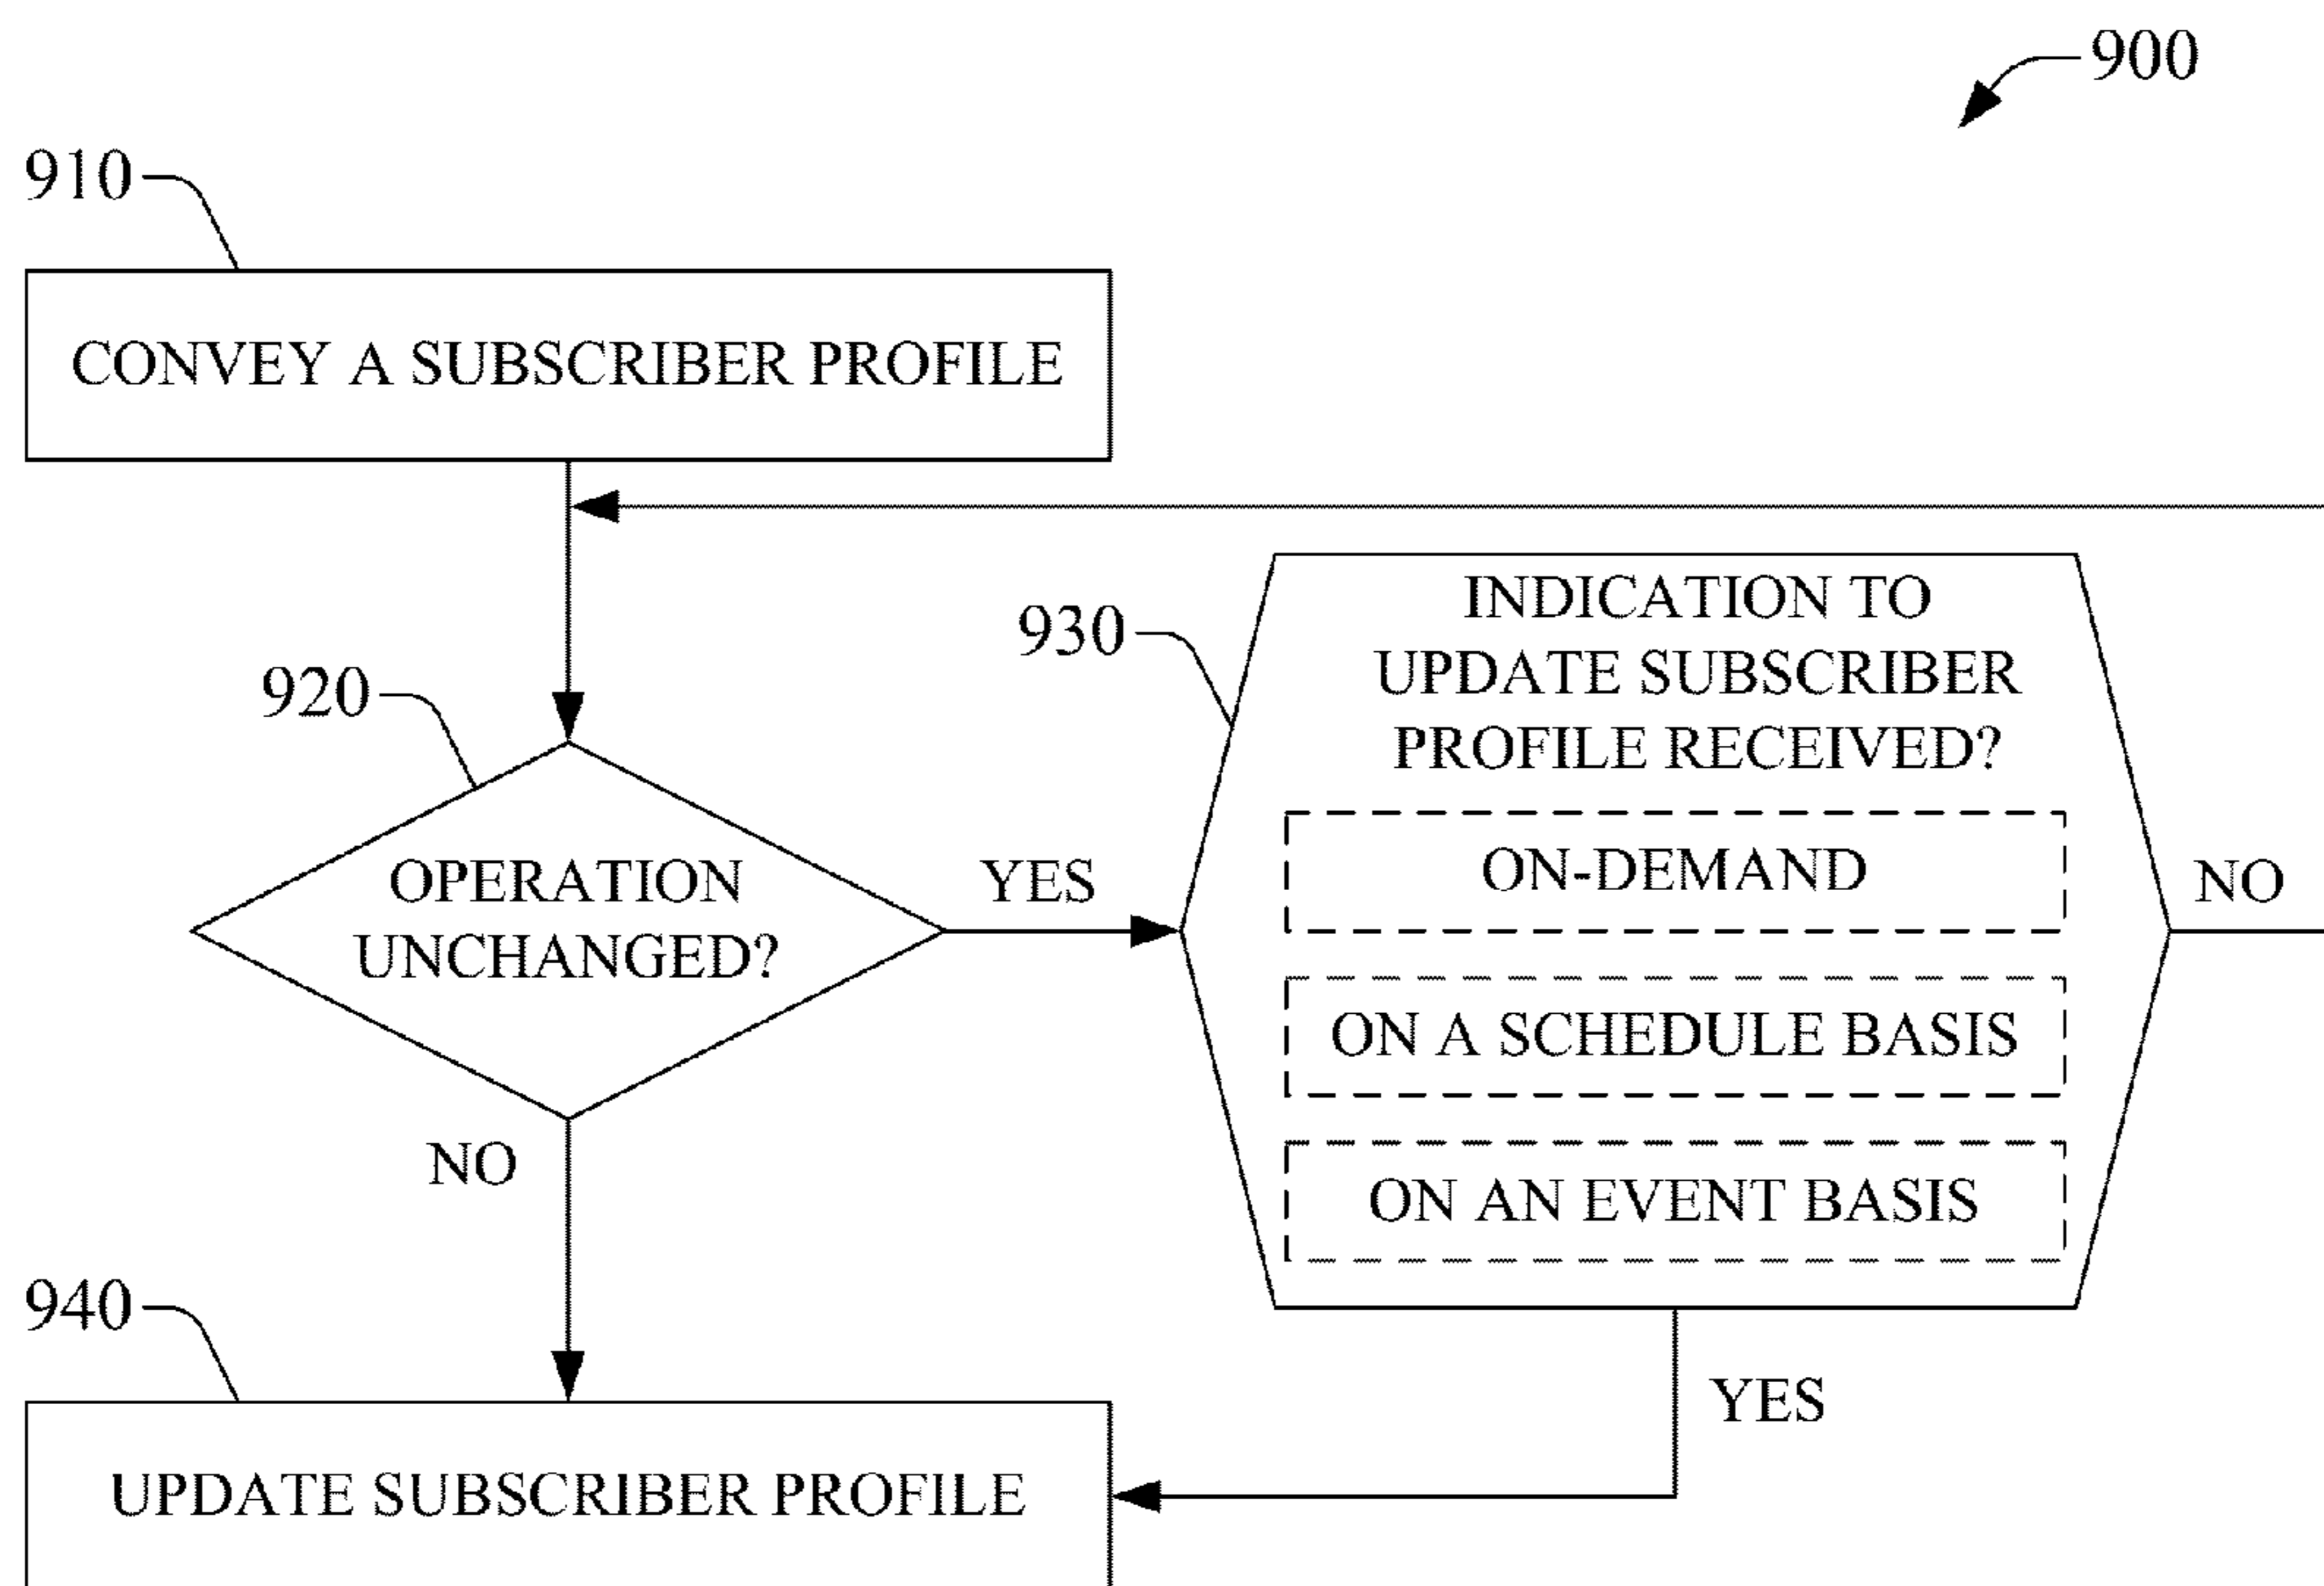 900
910
CONVEY A SUBSCRIBER PROFILE
930
INDICATION TO
UPDATE SUBSCRIBER
PROFILE RECEIVED?
920
OPERATION
UNCHANGED?
YES
ON-DEMAND
NO
ON A SCHEDULE BASIS
NO
ON AN EVENT BASIS
940
YES
UPDATE SUBSCRIBER PROFILE